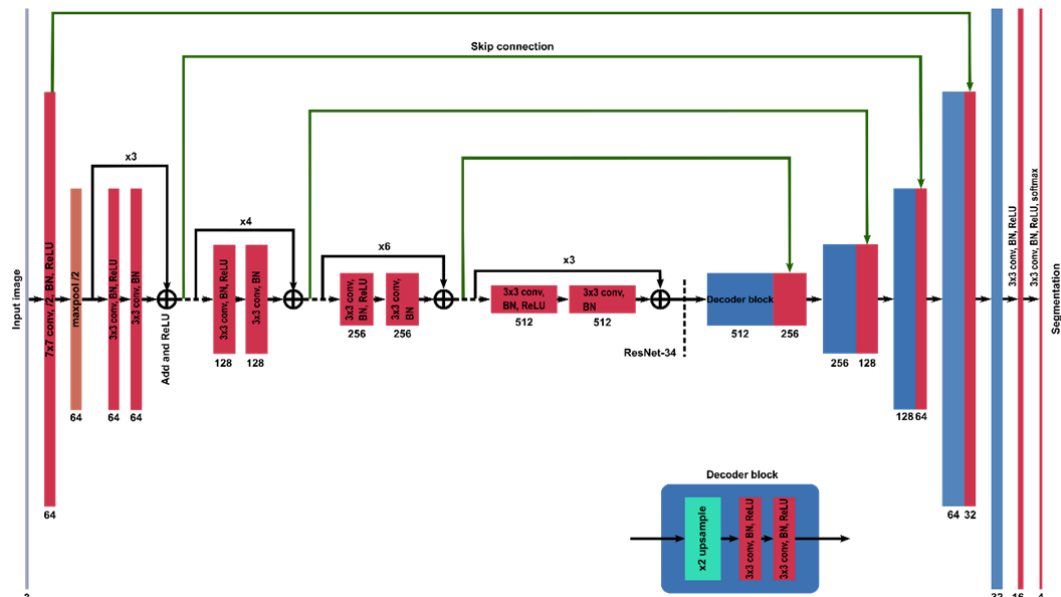 Skip connection
x3
x4
x6
x3
Input image
7x7 conv, /2, BN, ReLU
maxpool /2
3x3 conv, BN, ReLU
3x3 conv, BN
Add and ReLU
3x3 conv, BN, ReLU
3x3 conv, BN
3x3 conv,
BN, ReLU
3x3 conv,
BN
3x3 conv,
BN, ReLU
3x3 conv,
BN
ResNet-34
Decoder block
3x3 conv, BN, ReLU
3x3 conv, BN, ReLU, softmax
Segmentation
64
64
64
64
128
128
256
256
512
512
512
256
256
128
128
64
64
32
Decoder block
x2 upsample
3x3 conv, BN, ReLU
3x3 conv, BN, ReLU
32
16
4